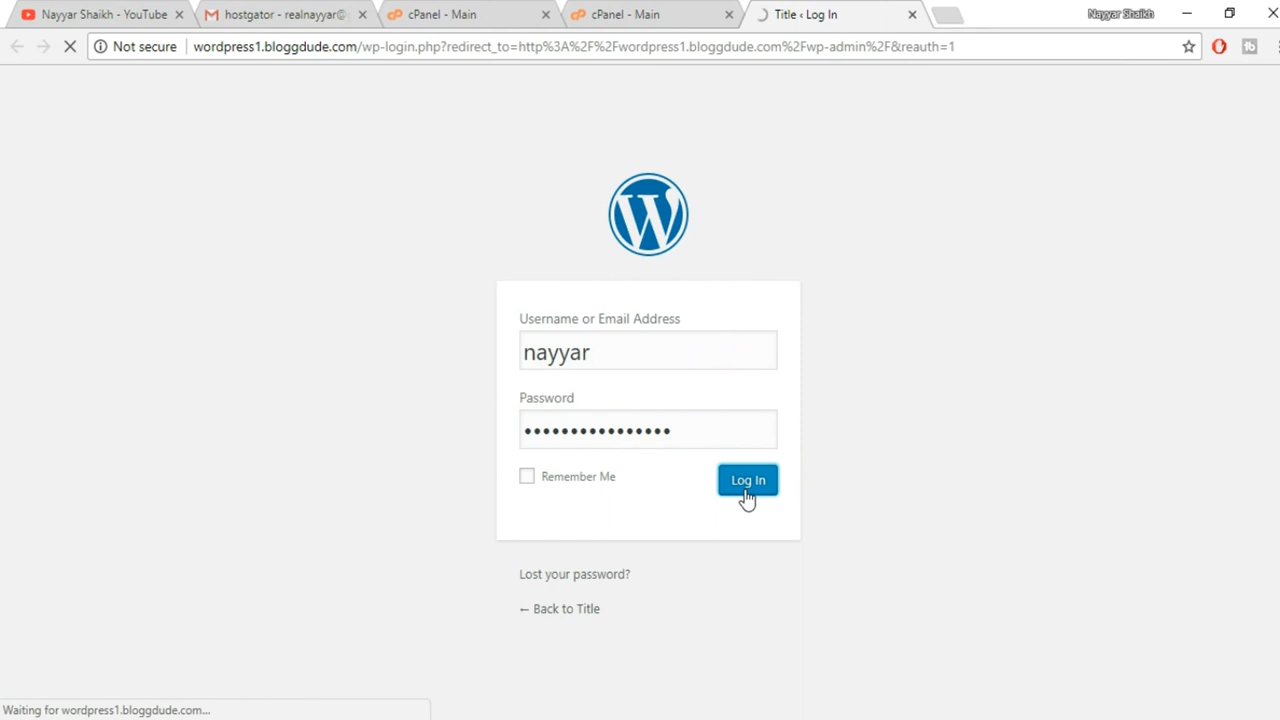 Nayyar Shaikh - YouTube
hostgator - realnayyar@
cPanel - Main
cPanel - Main
Title ‹ Log In
Nayyar Shaikh
Not secure
wordpress1.bloggdude.com/wp-login.php?redirect_to=http%3A%2F%2Fwordpress1.bloggdude.com%2Fwp-admin%2F&reauth=1
Username or Email Address
nayyar
Password
Remember Me
Log In
Lost your password?
← Back to Title
Waiting for wordpress1.bloggdude.com...